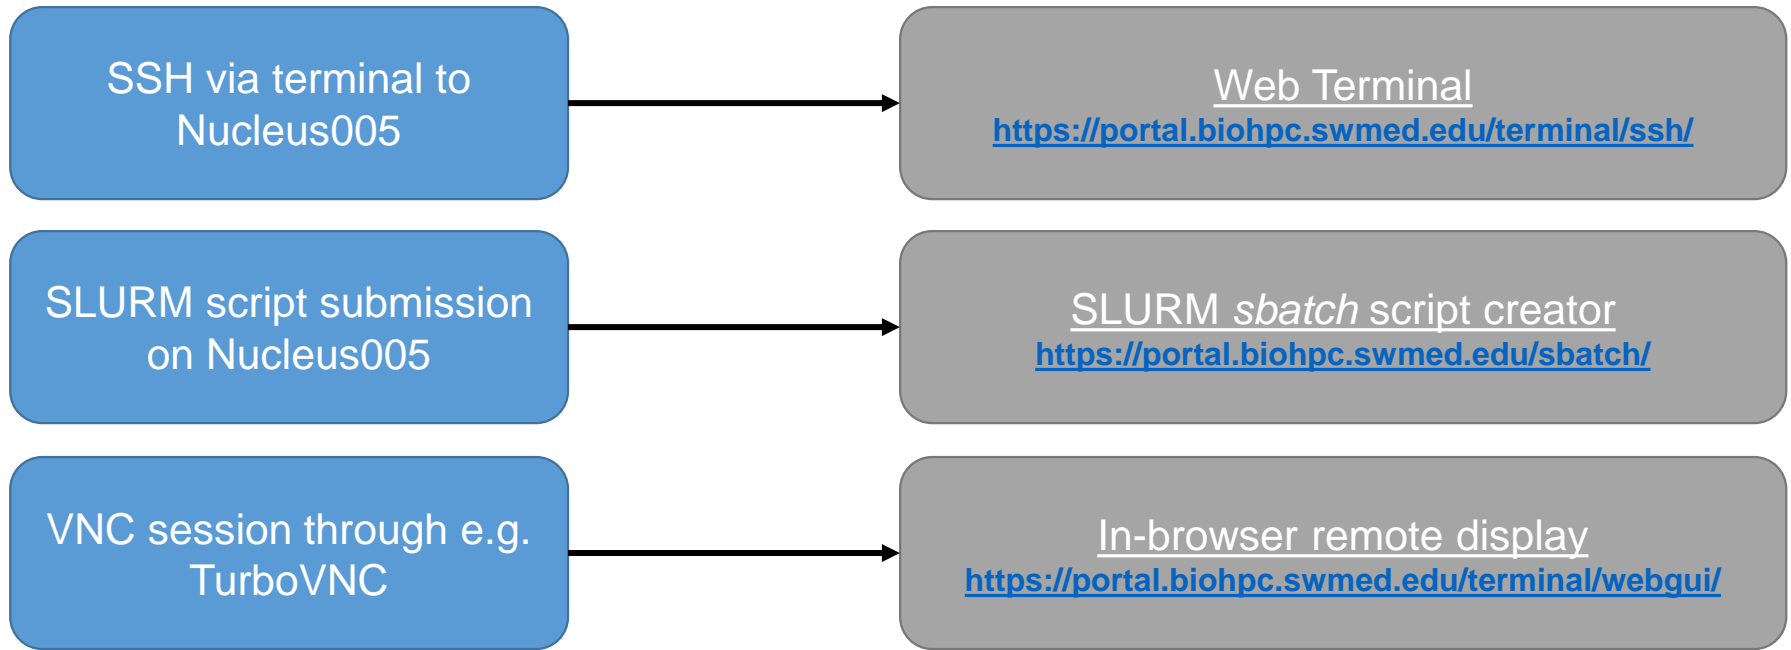 SSH via terminal to
Nucleus005
Web Terminal
https://portal.biohpc.swmed.edu/terminal/ssh/
SLURM script submission
on Nucleus005
SLURM sbatch script creator
https://portal.biohpc.swmed.edu/sbatch/
VNC session through e.g.
TurboVNC
In-browser remote display
https://portal.biohpc.swmed.edu/terminal/webgui/